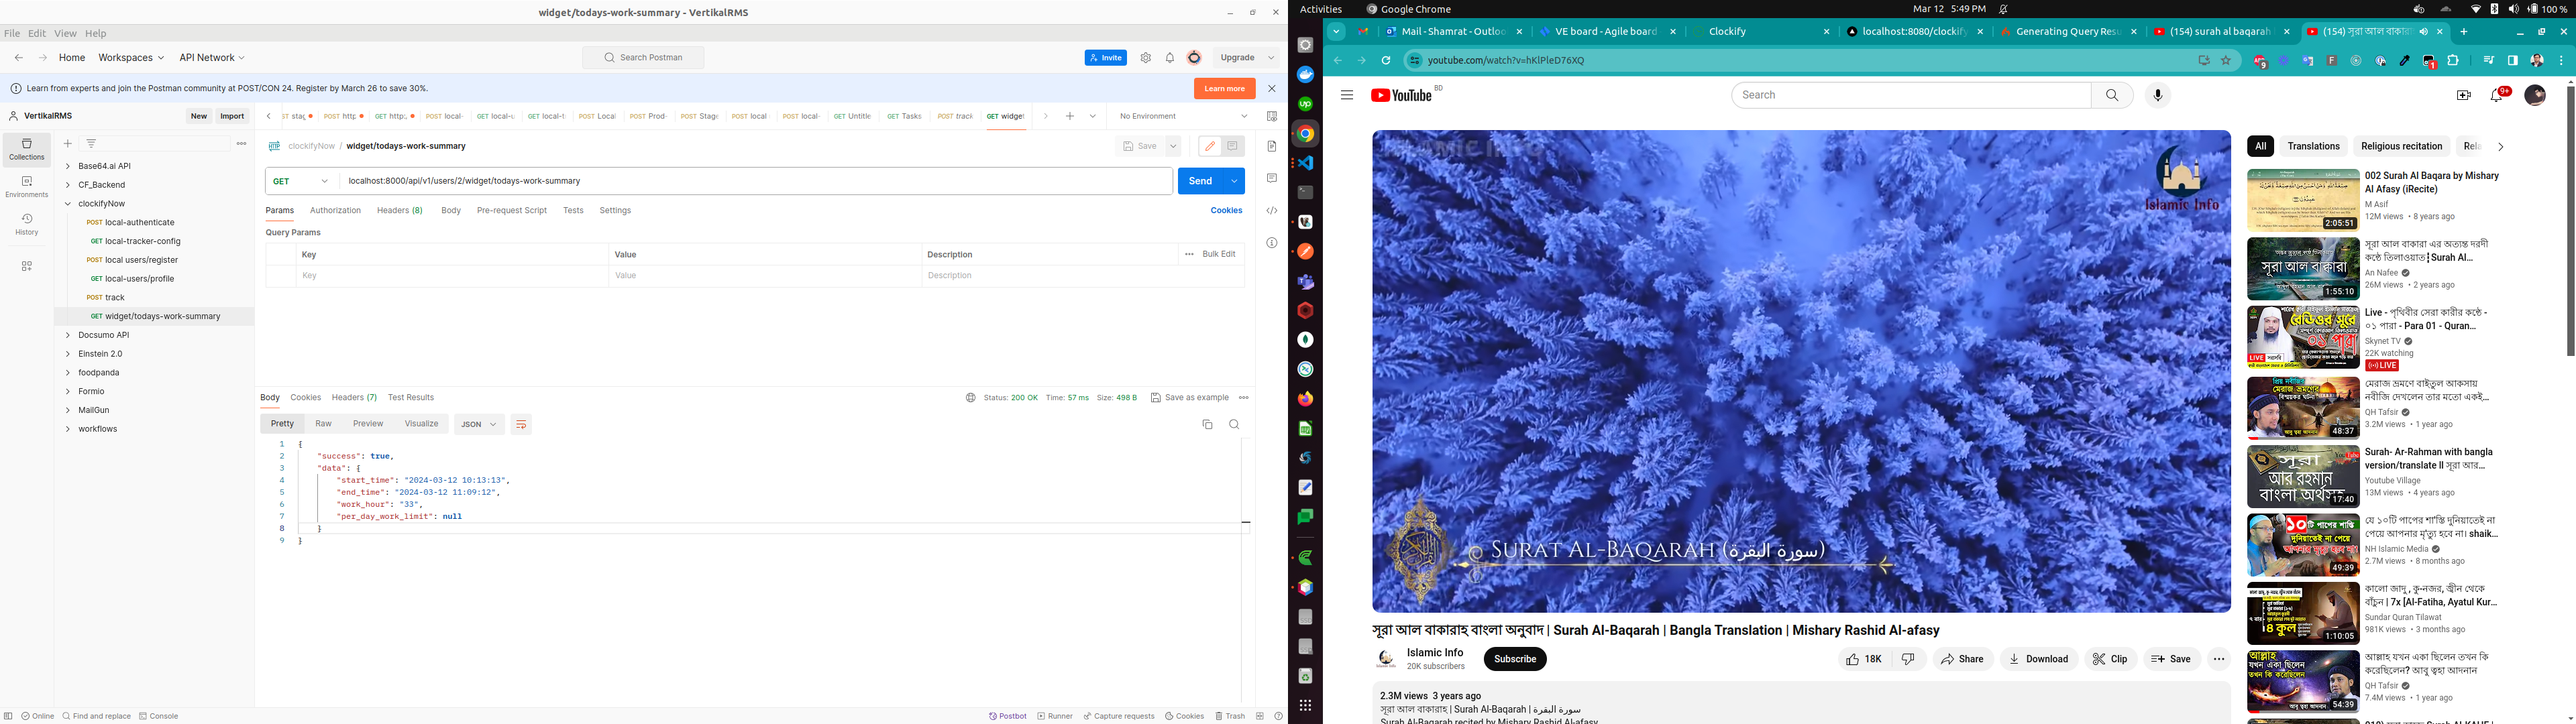 widget/todays-work-summary - VertikalRMS
File Edit View Help
Home Workspaces API Network
Search Postman
Invite
Upgrade
Learn from experts and join the Postman community at POST/CON 24. Register by March 26 to save 30%.
Learn more
VertikalRMS
New Import
No Environment
Collections
Environments
History
Base64.ai API
CF_Backend
clockifyNow
POST local-authenticate
GET local-tracker-config
POST local users/register
GET local-users/profile
POST track
GET widget/todays-work-summary
Docsumo API
Einstein 2.0
foodpanda
Formio
MailGun
workflows
clockifyNow / widget/todays-work-summary
Save
GET localhost:8000/api/v1/users/2/widget/todays-work-summary
Send
Params Authorization Headers (8) Body Pre-request Script Tests Settings
Cookies
Query Params
Key Value Description Bulk Edit
Key Value Description
Body Cookies Headers (7) Test Results
Status: 200 OK Time: 57 ms Size: 498 B Save as example
Pretty Raw Preview Visualize JSON
1 {
2 "success": true,
3 "data": {
4 "start_time": "2024-03-12 10:13:13",
5 "end_time": "2024-03-12 11:09:12",
6 "work_hour": "33",
7 "per_day_work_limit": null
8 }
9 }
Online Find and replace Console
Postbot Runner Capture requests Cookies Trash
Activities Google Chrome
Mar 12 5:49 PM
100 %
Mail - Shamrat - Outloo
VE board - Agile board
Clockify
localhost:8080/clockify
Generating Query Resu
(154) surah al baqarah
(154) সূরা আল বাকারা
youtube.com/watch?v=hKlPleD76XQ
YouTube BD
Search
9+
Islamic Info
SURAT AL-BAQARAH (سورة البقرة)
সূরা আল বাকারাহ বাংলা অনুবাদ | Surah Al-Baqarah | Bangla Translation | Mishary Rashid Al-afasy
Islamic Info
20K subscribers
Subscribe
18K
Share
Download
Clip
Save
2.3M views 3 years ago
সূরা আল বাকারাহ | Surah Al-Baqarah | سورة البقرة
Surah Al-Baqarah recited by Mishary Rashid Al-afasy
All Translations Religious recitation Rela
002 Surah Al Baqara by Mishary
Al Afasy (iRecite)
M Asif
12M views • 8 years ago
2:05:51
সূরা আল বাকারা এর অত্যন্ত দরদী
কন্ঠে তিলাওয়াত┇Surah Al...
An Nafee
26M views • 2 years ago
1:55:10
Live - পৃথিবীর সেরা কারীর কন্ঠে -
০১ পারা - Para 01 - Quran...
Skynet TV
22K watching
LIVE
মেরাজ ভ্রমণে বাইতুল আকসায়
নবীজি দেখলেন তার মতো একই...
QH Tafsir
3.2M views • 1 year ago
48:37
Surah- Ar-Rahman with bangla
version/translate ll সূরা আর...
Youtube Village
13M views • 4 years ago
17:40
যে ১০টি পাপের শাস্তি দুনিয়াতেই না
পেয়ে আপনার মৃত্যু হবে না। shaik...
NH Islamic Media
2.7M views • 8 months ago
49:39
কালো জাদু , কু-নজর, জ্বীন থেকে
বাঁচুন | 7x [Al-Fatiha, Ayatul Kur...
Sundar Quran Tilawat
981K views • 3 months ago
1:10:05
আল্লাহ যখন একা ছিলেন তখন কি
করেছিলেন? আবু ত্বহা আদনান
QH Tafsir
7.4M views • 1 year ago
54:39